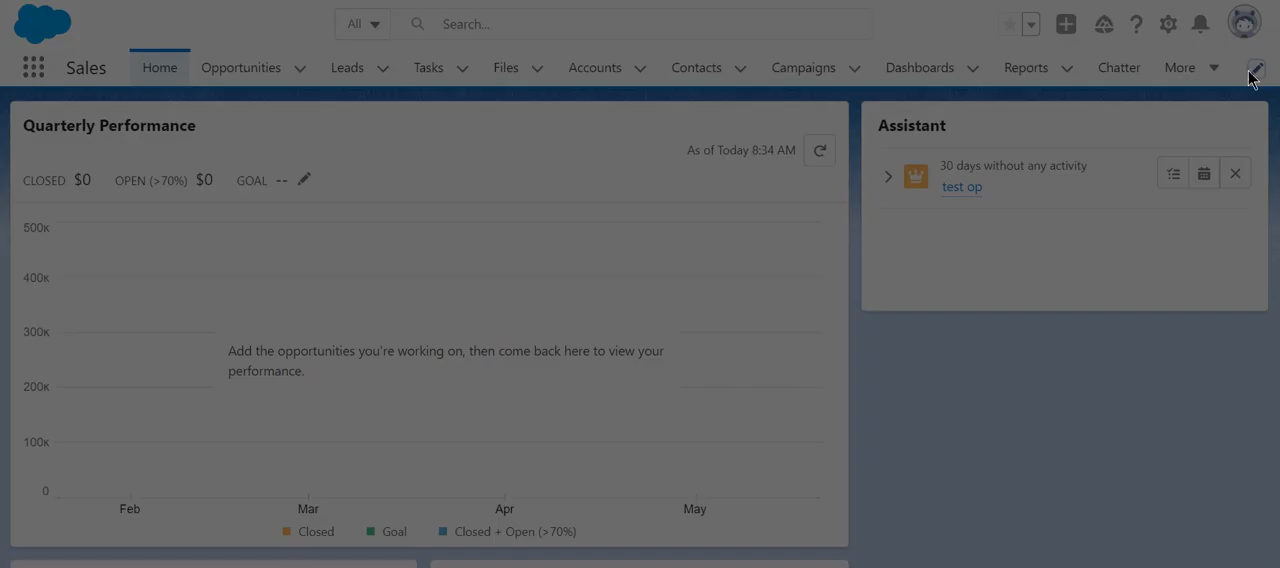 All Search...
Sales Home Opportunities Leads Tasks Files Accounts Contacts Campaigns Dashboards Reports Chatter More
Quarterly Performance
As of Today 8:34 AM
CLOSED $0 OPEN (>70%) $0 GOAL --
500K
400K
300K
200K
100K
0
Add the opportunities you're working on, then come back here to view your
performance.
Feb Mar Apr May
Closed Goal Closed + Open (>70%)
Assistant
30 days without any activity
test op